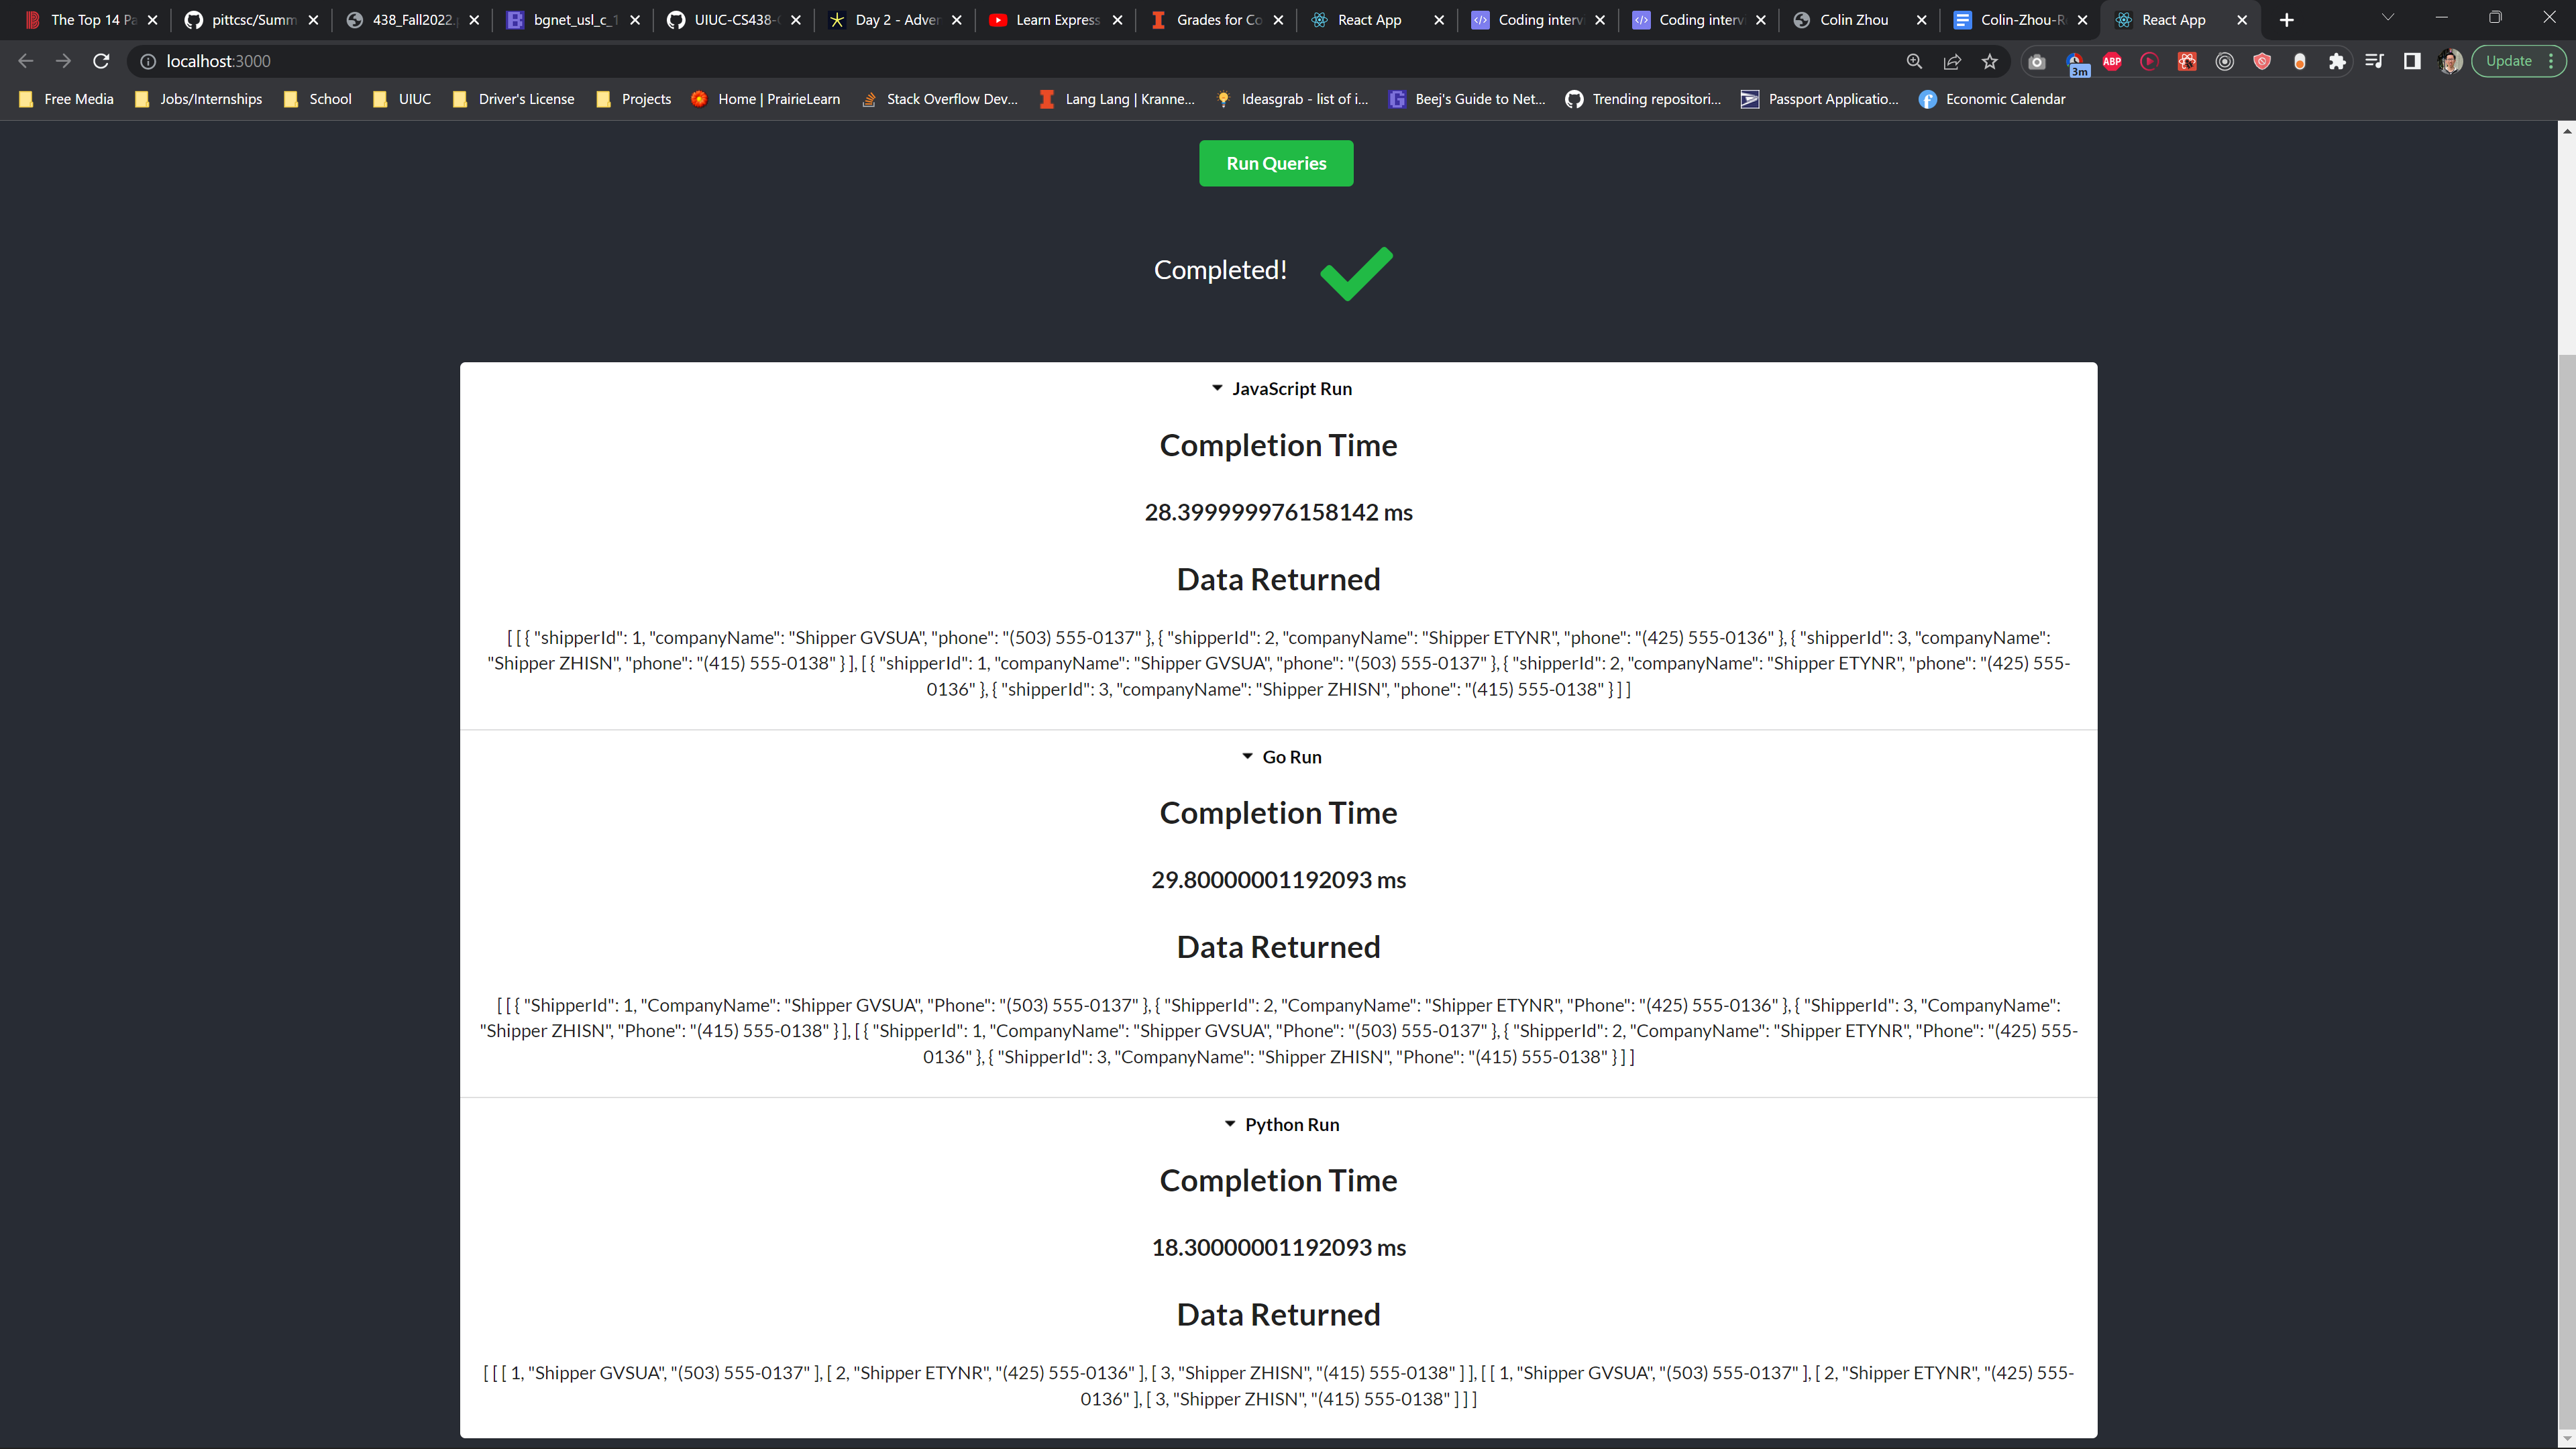 The Top 14 Pa
pittcsc/Summ
438_Fall2022.p
bgnet_usl_c_1
UIUC-CS438-
Day 2 - Adver
Learn Express
Grades for Co
React App
Coding interv
Coding interv
Colin Zhou
Colin-Zhou-R
React App
localhost:3000
3m
ABP
Update
Free Media
Jobs/Internships
School
UIUC
Driver's License
Projects
Home | PrairieLearn
Stack Overflow Dev...
Lang Lang | Kranne...
Ideasgrab - list of i...
Beej's Guide to Net...
Trending repositori...
Passport Applicatio...
Economic Calendar
Run Queries
Completed!
JavaScript Run
Completion Time
28.399999976158142 ms
Data Returned
[ [ { "shipperId": 1, "companyName": "Shipper GVSUA", "phone": "(503) 555-0137" }, { "shipperId": 2, "companyName": "Shipper ETYNR", "phone": "(425) 555-0136" }, { "shipperId": 3, "companyName":
"Shipper ZHISN", "phone": "(415) 555-0138" } ], [ { "shipperId": 1, "companyName": "Shipper GVSUA", "phone": "(503) 555-0137" }, { "shipperId": 2, "companyName": "Shipper ETYNR", "phone": "(425) 555-
0136" }, { "shipperId": 3, "companyName": "Shipper ZHISN", "phone": "(415) 555-0138" } ] ]
Go Run
Completion Time
29.80000001192093 ms
Data Returned
[ [ { "ShipperId": 1, "CompanyName": "Shipper GVSUA", "Phone": "(503) 555-0137" }, { "ShipperId": 2, "CompanyName": "Shipper ETYNR", "Phone": "(425) 555-0136" }, { "ShipperId": 3, "CompanyName":
"Shipper ZHISN", "Phone": "(415) 555-0138" } ], [ { "ShipperId": 1, "CompanyName": "Shipper GVSUA", "Phone": "(503) 555-0137" }, { "ShipperId": 2, "CompanyName": "Shipper ETYNR", "Phone": "(425) 555-
0136" }, { "ShipperId": 3, "CompanyName": "Shipper ZHISN", "Phone": "(415) 555-0138" } ] ]
Python Run
Completion Time
18.30000001192093 ms
Data Returned
[ [ [ 1, "Shipper GVSUA", "(503) 555-0137" ], [ 2, "Shipper ETYNR", "(425) 555-0136" ], [ 3, "Shipper ZHISN", "(415) 555-0138" ] ], [ [ 1, "Shipper GVSUA", "(503) 555-0137" ], [ 2, "Shipper ETYNR", "(425) 555-
0136" ], [ 3, "Shipper ZHISN", "(415) 555-0138" ] ] ]